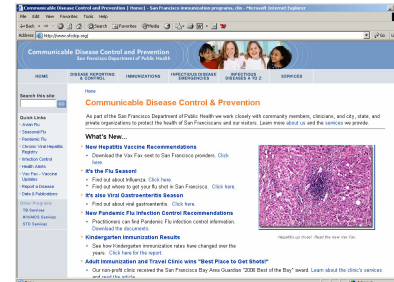 Communicable Disease Control and Prevention | Home | - San Francisco immunization programs, clin - Microsoft Internet Explorer
File Edit View Favorites Tools Help
Back
Search Favorites Media
Address http://www.sfcdcp.org/
Go
Communicable Disease Control and Prevention
San Francisco Department of Public Health
HOME
DISEASE REPORTING & CONTROL
IMMUNIZATIONS
INFECTIOUS DISEASE EMERGENCIES
INFECTIOUS DISEASES A TO Z
SERVICES
Search this site
Quick Links
Avian Flu
Seasonal Flu
Pandemic Flu
Chronic Viral Hepatitis Registry
Infection Control
Health Alerts
Vax Fax - Vaccine Updates
Report a Disease
Data & Publications
Other Programs
TB Services
HIV/AIDS Services
STD Services
Home
Communicable Disease Control & Prevention
As part of the San Francisco Department of Public Health we work closely with community members, clinicians, and city, state, and
private organizations to protect the health of San Franciscans and our visitors. Learn more about us and the services we provide.
What's New...
New Hepatitis Vaccine Recommendations
Download the Vax Fax sent to San Francisco providers. Click
here.
It's the Flu Season!
Find out about Influenza. Click here.
Find out where to get your flu shot in San Francisco. Click here.
It's also Viral Gastroenteritis Season
Find out about viral gastroenteritis. Click here.
New Pandemic Flu Infection Control Recommendations
Practitioners can find Pandemic Flu infection control information.
Download the documents.
Kindergarten Immunization Results
See how Kindergarten immunization rates have changed over the
years. Click here for the report.
Adult Immunization and Travel Clinic wins "Best Place to Get Shots!"
Our non-profit clinic received the San Francisco Bay Area Guardian "2006 Best of the Bay" award. Learn about the clinic's services
and read the article.
Hepatitis up front! Read the new Vax Fax.